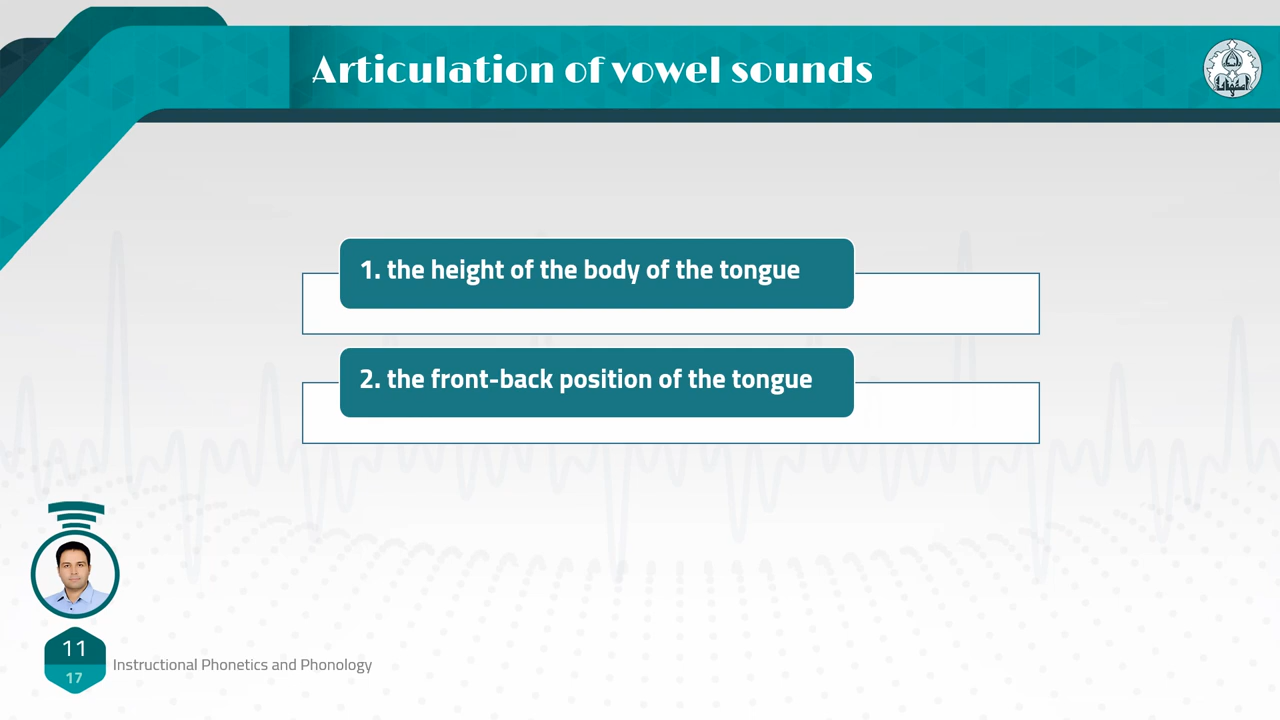 Articulation of vowel sounds
1. the height of the body of the tongue
2. the front-back position of the tongue
11
17
Instructional Phonetics and Phonology